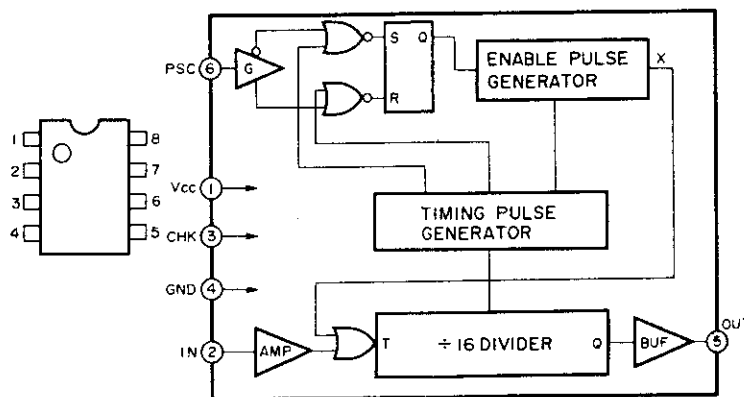 PSC 6
G
S Q
R
ENABLE PULSE
GENERATOR
X
1 8
2 7
3 6
4 5
Vcc 1
CHK 3
GND 4
TIMING PULSE
GENERATOR
IN 2
AMP
T ÷ 16 DIVIDER Q
BUF
OUT
5